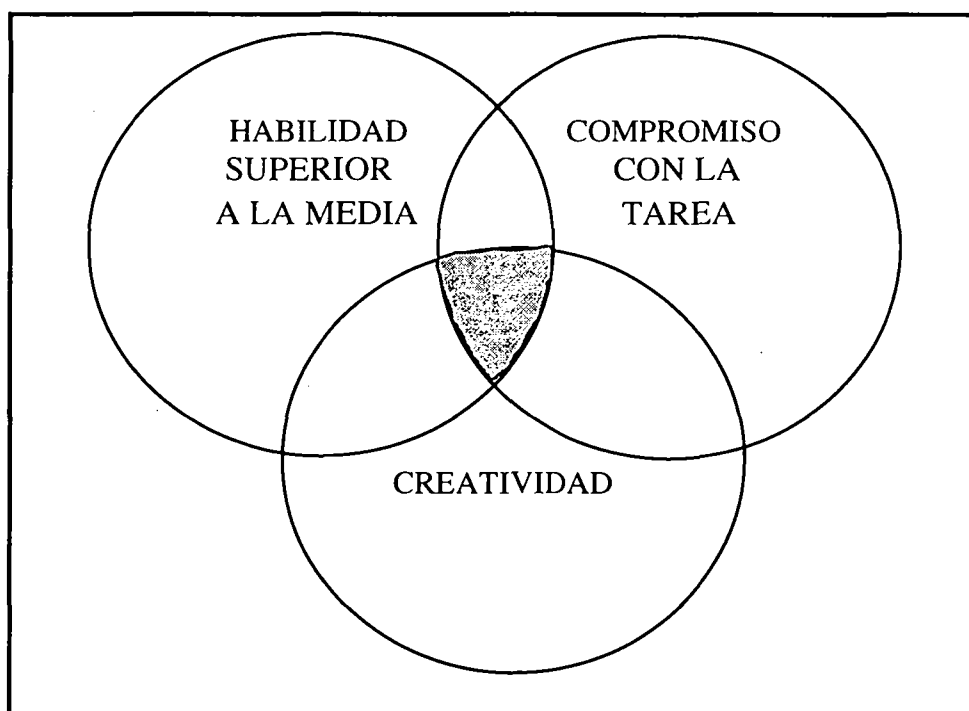 HABILIDAD
SUPERIOR
A LA MEDIA
COMPROMISO
CON LA
TAREA
CREATIVIDAD